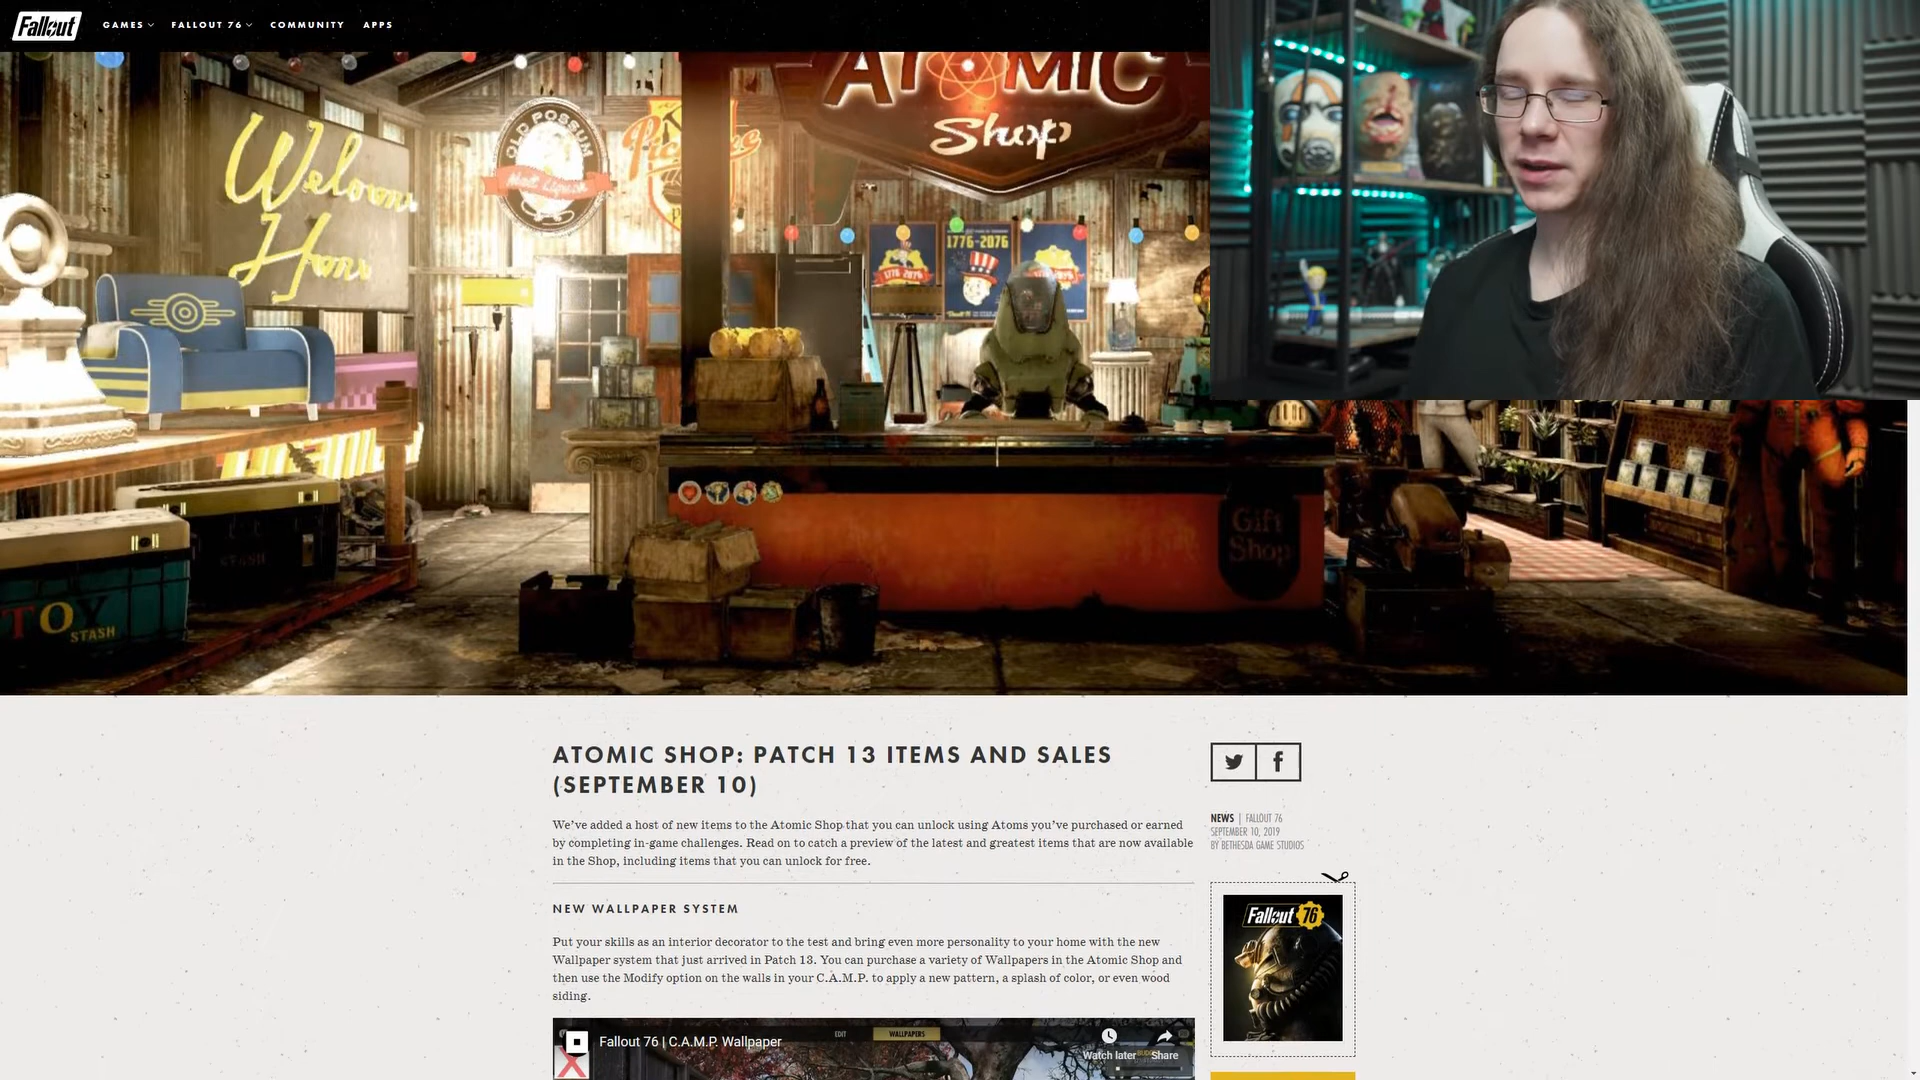 Fallout
GAMES
FALLOUT 76
COMMUNITY
APPS
ATOMIC
Shop
Welcome
Home
OLD POSSUM
Malt Liquor
1776-2076
1776-2076
Gift
Shop
STASH
TOY
STASH
ATOMIC SHOP: PATCH 13 ITEMS AND SALES
(SEPTEMBER 10)
We've added a host of new items to the Atomic Shop that you can unlock using Atoms you've purchased or earned
by completing in-game challenges. Read on to catch a preview of the latest and greatest items that are now available
in the Shop, including items that you can unlock for free.
NEWS | FALLOUT 76
SEPTEMBER 10, 2019
BY BETHESDA GAME STUDIOS
Fallout 76
NEW WALLPAPER SYSTEM
Put your skills as an interior decorator to the test and bring even more personality to your home with the new
Wallpaper system that just arrived in Patch 13. You can purchase a variety of Wallpapers in the Atomic Shop and
then use the Modify option on the walls in your C.A.M.P. to apply a new pattern, a splash of color, or even wood
siding.
EDIT
WALLPAPERS
Fallout 76 | C.A.M.P. Wallpaper
Watch later
Share